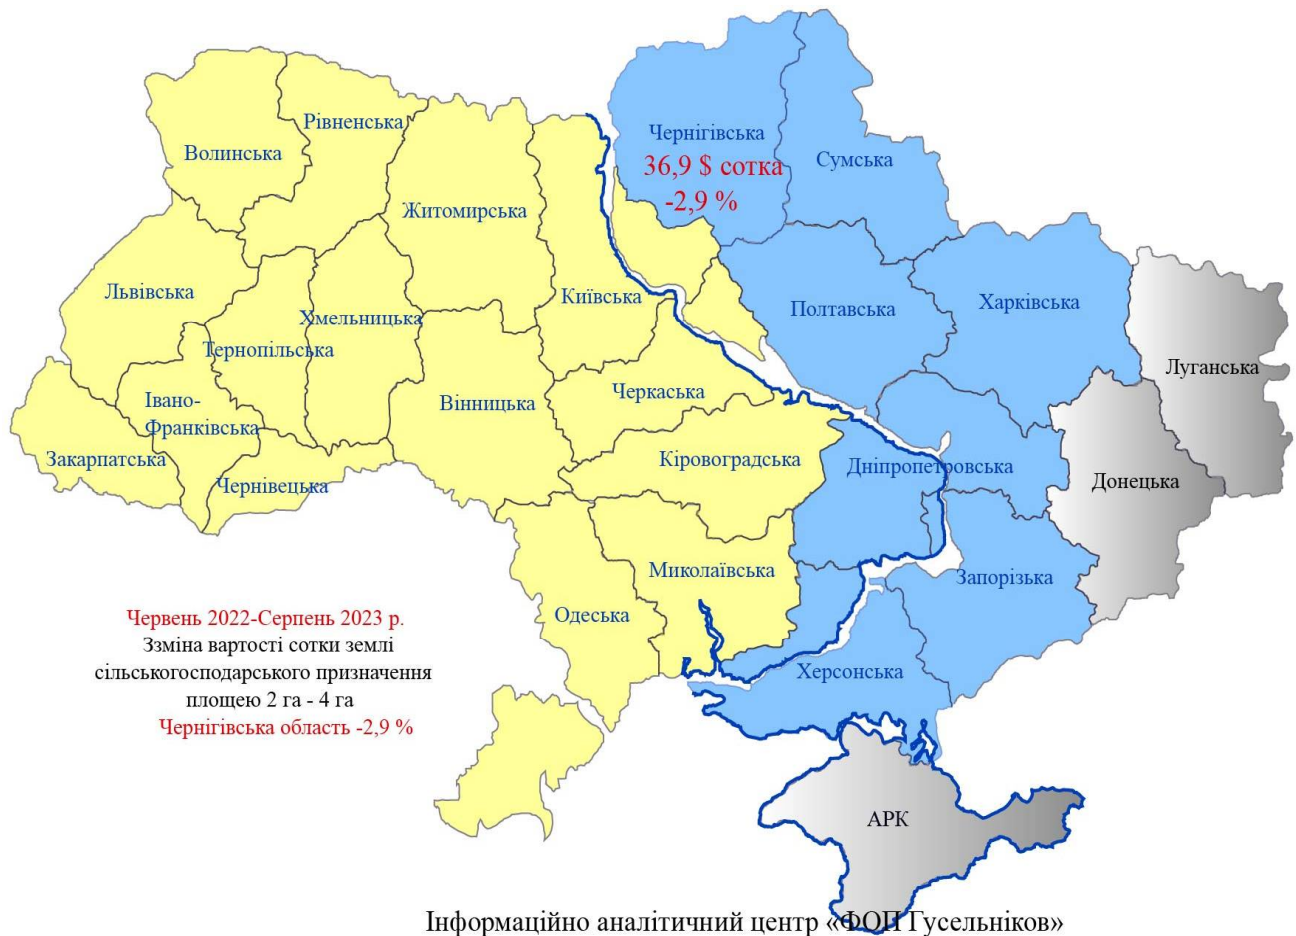 Рівненська
Чернігівська
Волинська
Сумська
36,9 $ сотка
-2,9 %
Житомирська
Львівська
Київська
Полтавська
Харківська
Хмельницька
Тернопільська
Луганська
Черкаська
Івано-
Франківська
Вінницька
Закарпатська
Кіровоградська
Дніпропетровська
Чернівецька
Донецька
Миколаївська
Запорізька
Одеська
Херсонська
Червень 2022-Серпень 2023 р.
Ззміна вартості сотки землі
сільськогосподарського призначення
площею 2 га - 4 га
Чернігівська область -2,9 %
АРК
Інформаційно аналітичний центр «ФОП Гусельніков»